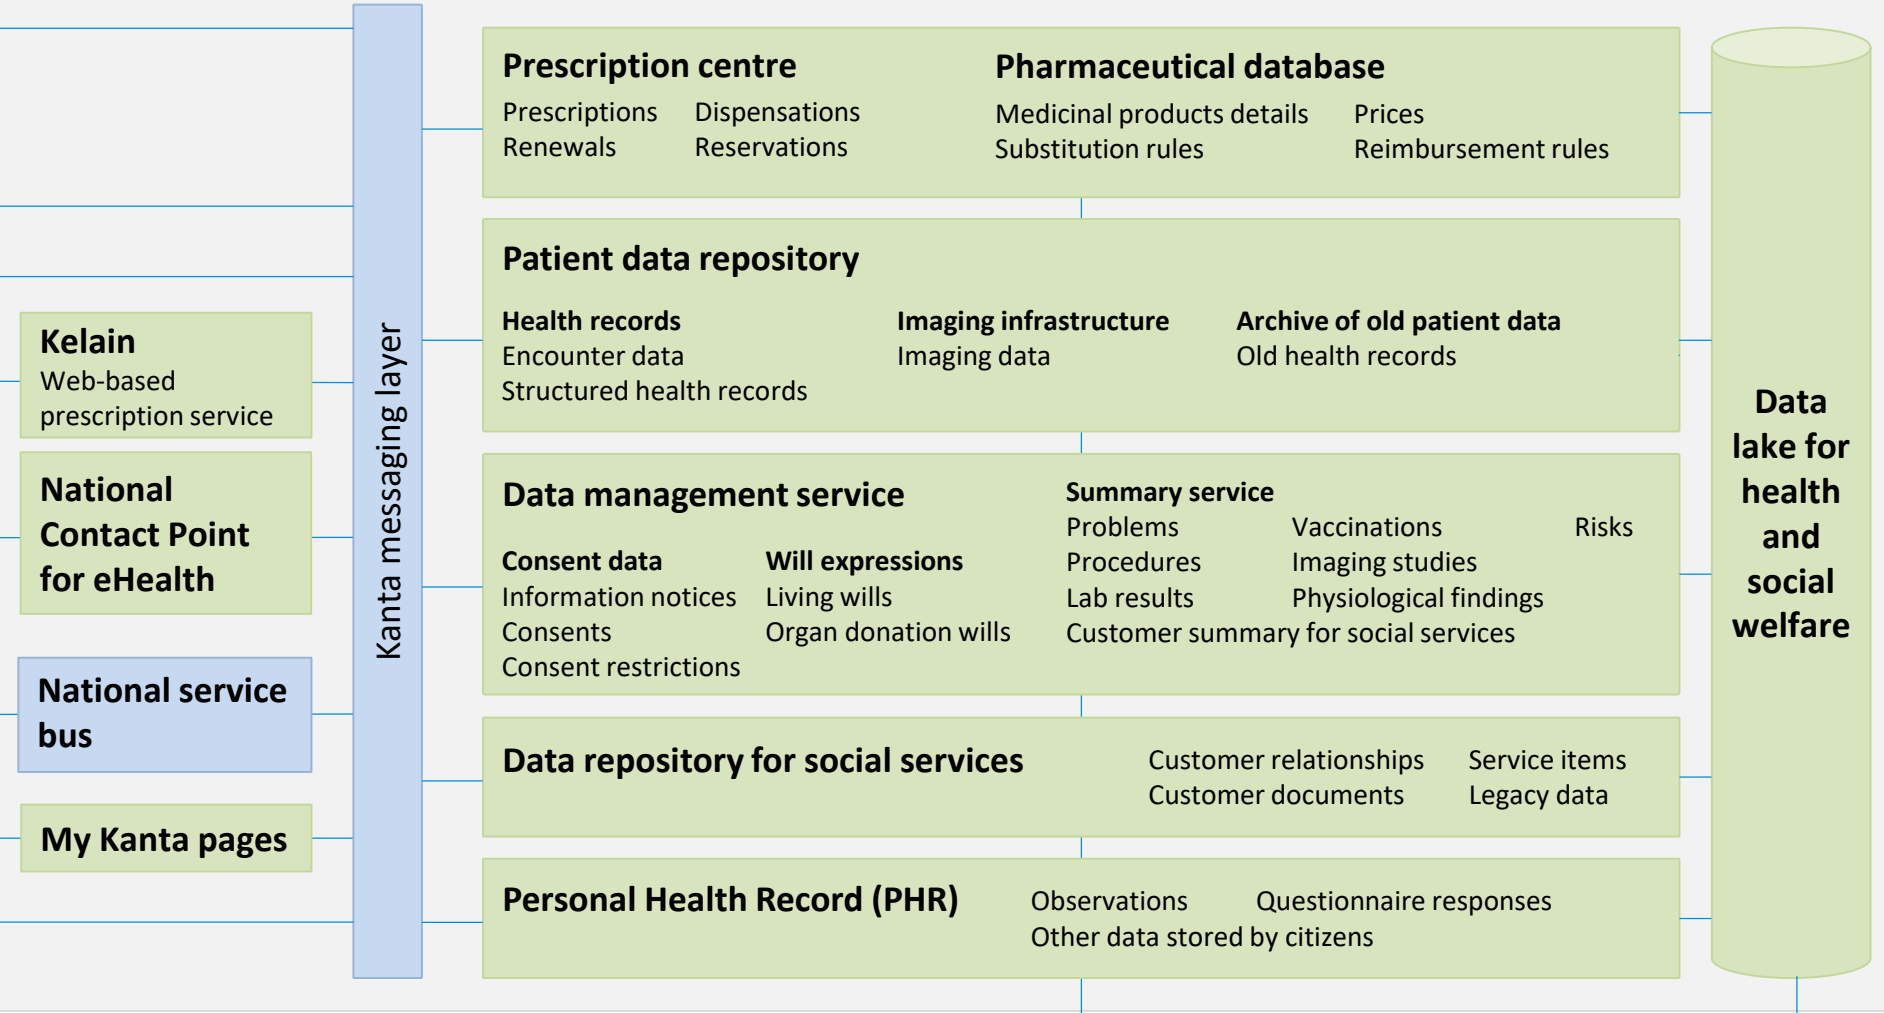 Kelain
Web-based
prescription service
National
Contact Point
for eHealth
National service
bus
My Kanta pages
Kanta messaging layer
Prescription centre
Prescriptions Dispensations
Renewals Reservations
Pharmaceutical database
Medicinal products details Prices
Substitution rules Reimbursement rules
Patient data repository
Health records
Encounter data
Structured health records
Imaging infrastructure
Imaging data
Archive of old patient data
Old health records
Data management service
Consent data
Information notices
Consents
Consent restrictions
Will expressions
Living wills
Organ donation wills
Summary service
Problems Vaccinations Risks
Procedures Imaging studies
Lab results Physiological findings
Customer summary for social services
Data repository for social services
Customer relationships Service items
Customer documents Legacy data
Personal Health Record (PHR)
Observations Questionnaire responses
Other data stored by citizens
Data
lake for
health
and
social
welfare